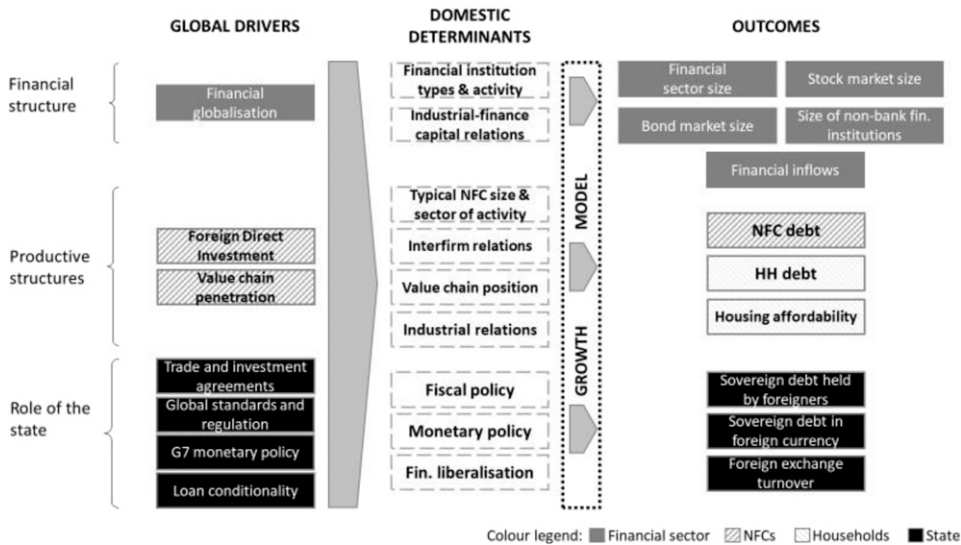 GLOBAL DRIVERS
DOMESTIC
DETERMINANTS
OUTCOMES
Financial
structure
Financial
globalisation
Financial institution
types & activity
Industrial-finance
capital relations
Financial
sector size
Stock market size
Bond market size
Size of non-bank fin.
institutions
Financial inflows
Productive
structures
Foreign Direct
Investment
Value chain
penetration
Typical NFC size &
sector of activity
Interfirm relations
Value chain position
Industrial relations
GROWTH MODEL
NFC debt
HH debt
Housing affordability
Role of the
state
Trade and investment
agreements
Global standards and
regulation
G7 monetary policy
Loan conditionality
Fiscal policy
Monetary policy
Fin. liberalisation
Sovereign debt held
by foreigners
Sovereign debt in
foreign currency
Foreign exchange
turnover
Colour legend: Financial sector NFCs Households State